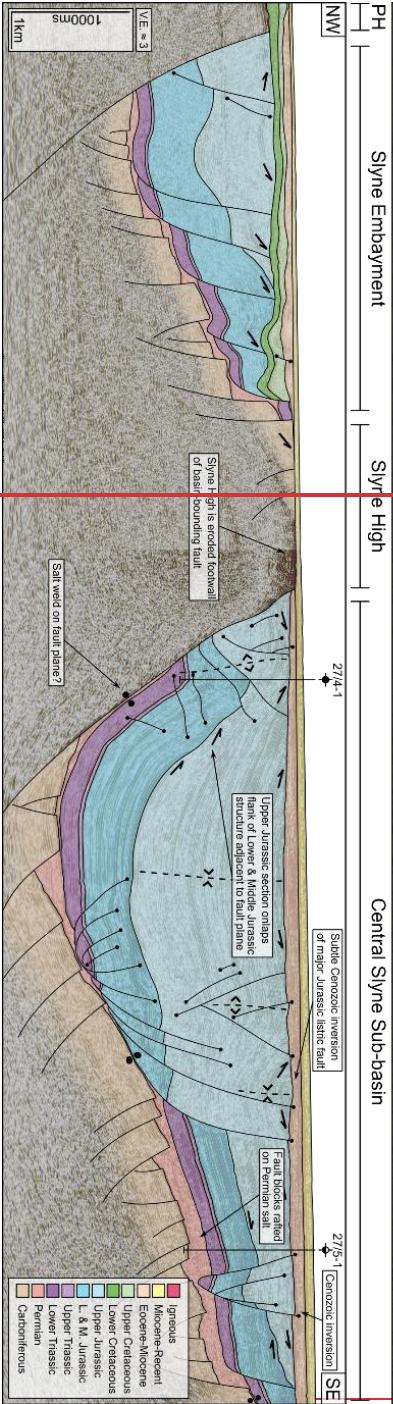 PH
Slyne Embayment
Slyne High
Central Slyne Sub-basin
NW
SE
V.E. ≈ 3
1000ms
1km
27/4-1
27/5-1
Slyne High is eroded footwall
of basin-bounding fault
Salt weld on fault plane?
Upper Jurassic section onlaps
flank of Lower & Middle Jurassic
structure adjacent to fault plane
Subtle Cenozoic inversion
of major Jurassic listric fault
Fault blocks rafted
on Permian salt
Cenozoic inversion
Igneous
Miocene-Recent
Eocene-Miocene
Upper Cretaceous
Lower Cretaceous
Upper Jurassic
L. & M. Jurassic
Upper Triassic
Lower Triassic
Permian
Carboniferous